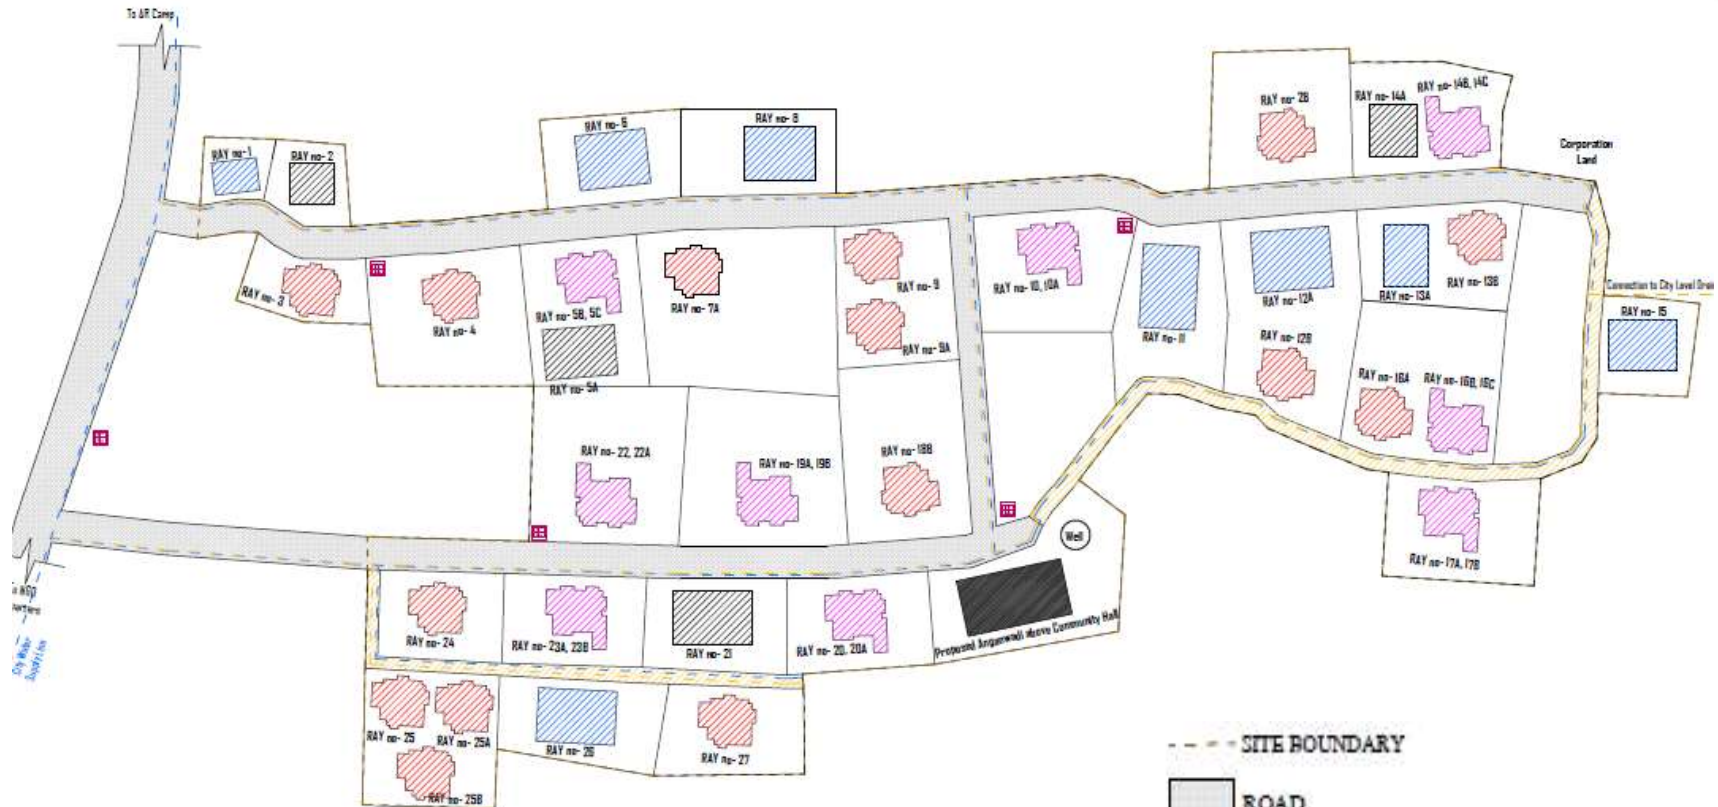 To AR Camp
RAY no- 28
RAY no- 14A
RAY no- 14B, 14C
RAY no- 6
RAY no- 8
RAY no- 1
RAY no- 2
Corporation
Land
RAY no- 3
RAY no- 4
RAY no- 5B, 5C
RAY no- 5A
RAY no- 7A
RAY no- 9
RAY no- 9A
RAY no- 10, 10A
RAY no- 11
RAY no- 12A
RAY no- 12B
RAY no- 13A
RAY no- 13B
Connection to City Level Drain
RAY no- 15
RAY no- 16A
RAY no- 16B, 16C
RAY no- 22, 22A
RAY no- 19A, 19B
RAY no- 18B
RAY no- 17A, 17B
Well
Proposed Anganwadi above Community Hall
RAY no- 24
RAY no- 23A, 23B
RAY no- 21
RAY no- 20, 20A
City Water
Supply Line
RAY no- 25
RAY no- 25A
RAY no- 25B
RAY no- 26
RAY no- 27
SITE BOUNDARY
ROAD